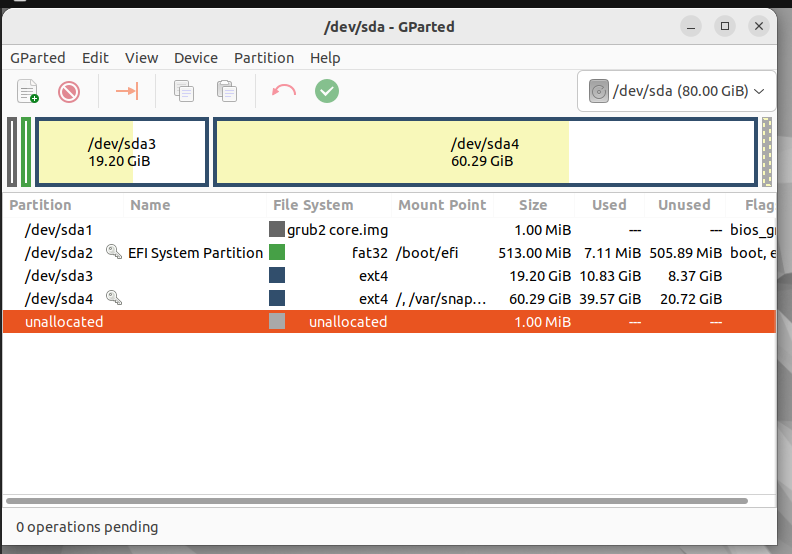 /dev/sda - GParted
GParted Edit View Device Partition Help
/dev/sda (80.00 GiB)
/dev/sda3
19.20 GiB
/dev/sda4
60.29 GiB
Partition Name File System Mount Point Size Used Unused Flag
/dev/sda1 grub2 core.img 1.00 MiB --- --- bios_g
/dev/sda2 EFI System Partition fat32 /boot/efi 513.00 MiB 7.11 MiB 505.89 MiB boot, e
/dev/sda3 ext4 19.20 GiB 10.83 GiB 8.37 GiB
/dev/sda4 ext4 /, /var/snap... 60.29 GiB 39.57 GiB 20.72 GiB
unallocated unallocated 1.00 MiB --- ---
0 operations pending